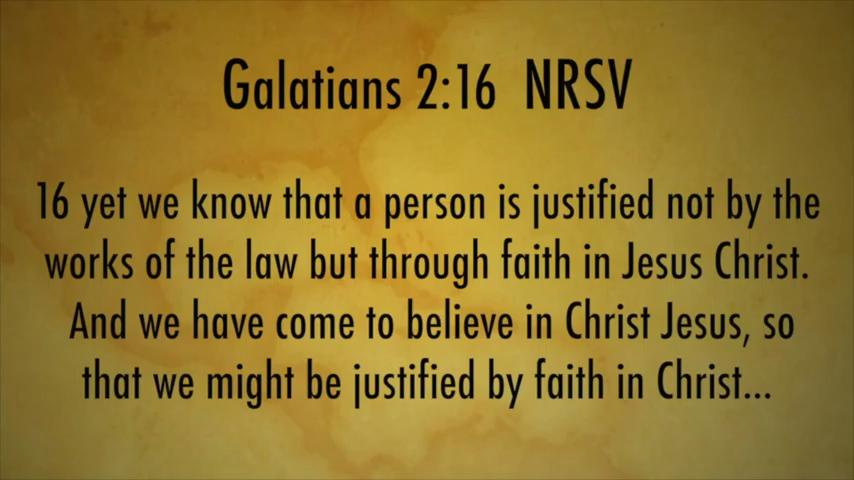 Galatians 2:16 NRSV
16 yet we know that a person is justified not by the
works of the law but through faith in Jesus Christ.
And we have come to believe in Christ Jesus, so
that we might be justified by faith in Christ...